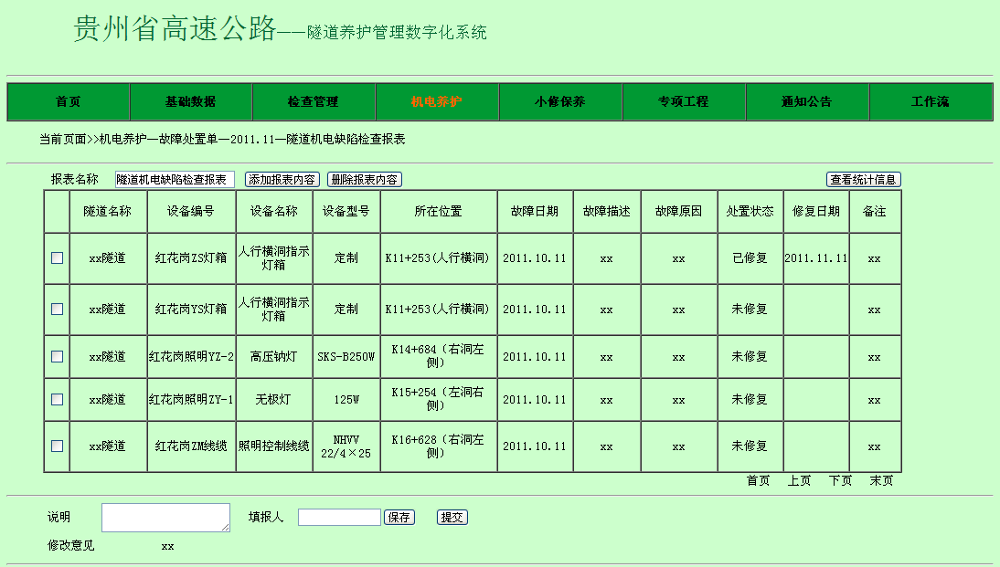 贵州省高速公路——隧道养护管理数字化系统
首页 基础数据 检查管理 机电养护 小修保养 专项工程 通知公告 工作流
当前页面>>机电养护—故障处置单—2011.11—隧道机电缺陷检查报表
报表名称 隧道机电缺陷检查报表 添加报表内容 删除报表内容 查看统计信息
隧道名称 设备编号 设备名称 设备型号 所在位置 故障日期 故障描述 故障原因 处置状态 修复日期 备注
xx隧道 红花岗ZS灯箱 人行横洞指示灯箱 定制 K11+253(人行横洞) 2011.10.11 xx xx 已修复 2011.11.11 xx
xx隧道 红花岗YS灯箱 人行横洞指示灯箱 定制 K11+253(人行横洞) 2011.10.11 xx xx 未修复 xx
xx隧道 红花岗照明YZ-2 高压钠灯 SKS-B250W K14+684（右洞左侧） 2011.10.11 xx xx 未修复 xx
xx隧道 红花岗照明ZY-1 无极灯 125W K15+254（左洞右侧） 2011.10.11 xx xx 未修复 xx
xx隧道 红花岗ZM线缆 照明控制线缆 NHVV 22/4×25 K16+628（右洞左侧） 2011.10.11 xx xx 未修复 xx
首页 上页 下页 末页
说明 填报人 保存 提交
修改意见 xx